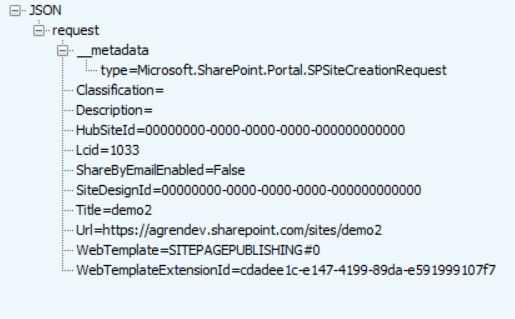 JSON
request
__metadata
type=Microsoft.SharePoint.Portal.SPSiteCreationRequest
Classification=
Description=
HubSiteId=00000000-0000-0000-0000-000000000000
Lcid=1033
ShareByEmailEnabled=False
SiteDesignId=00000000-0000-0000-0000-000000000000
Title=demo2
Url=https://agrendev.sharepoint.com/sites/demo2
WebTemplate=SITEPAGEPUBLISHING#0
WebTemplateExtensionId=cdadee1c-e147-4199-89da-e591999107f7